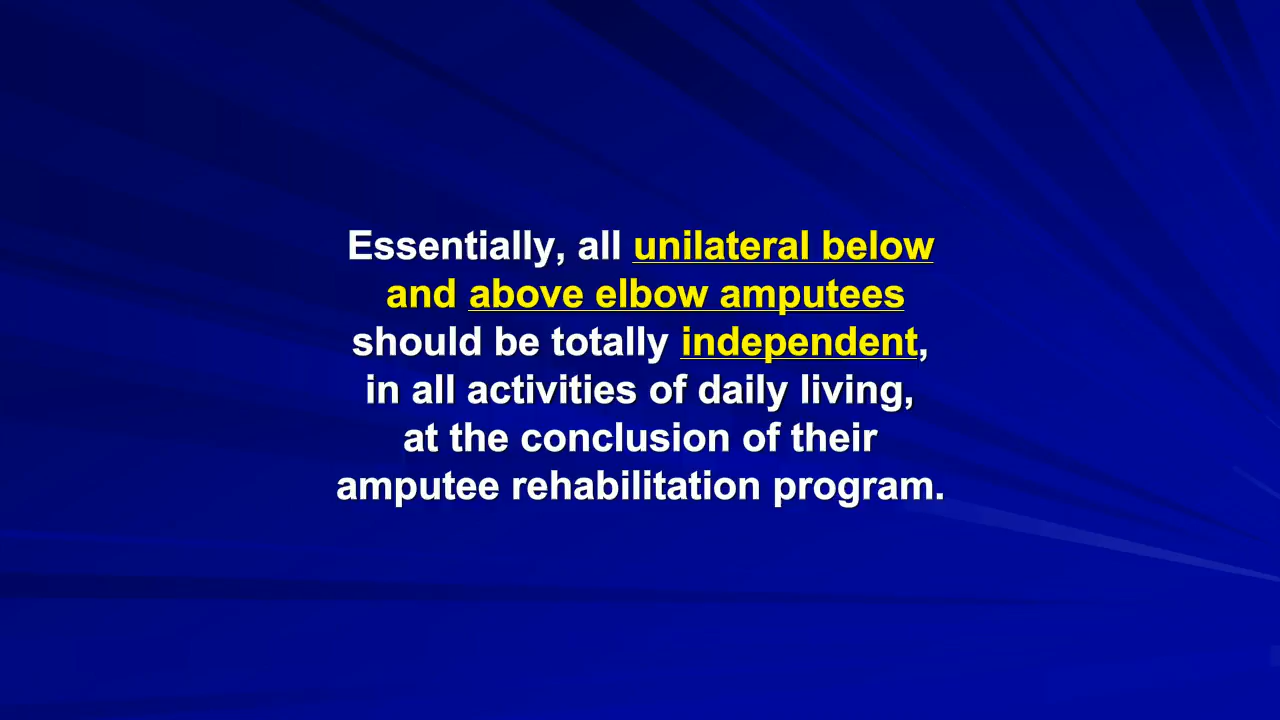 Essentially, all unilateral below
and above elbow amputees
should be totally independent,
in all activities of daily living,
at the conclusion of their
amputee rehabilitation program.